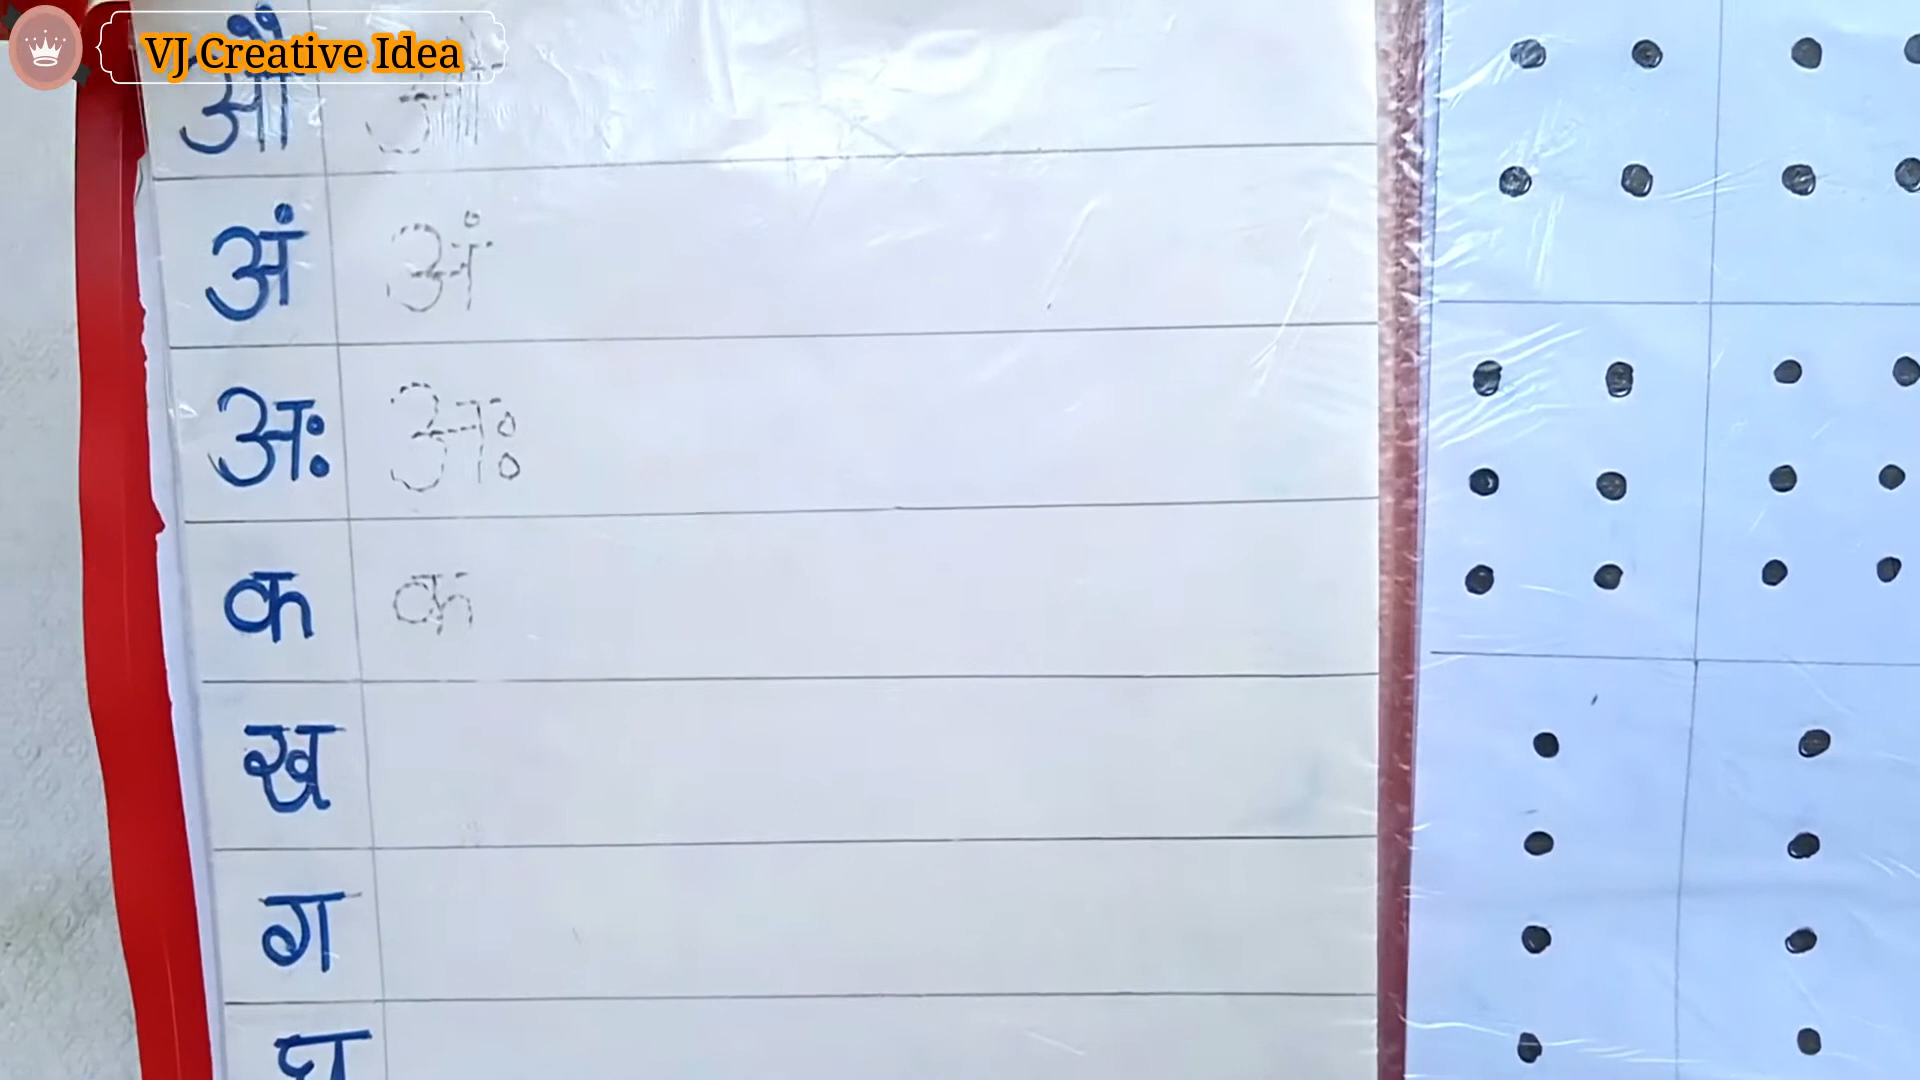 VJ Creative Idea
औ औ
अं अं
अः अः
क क
ख
ग
घ